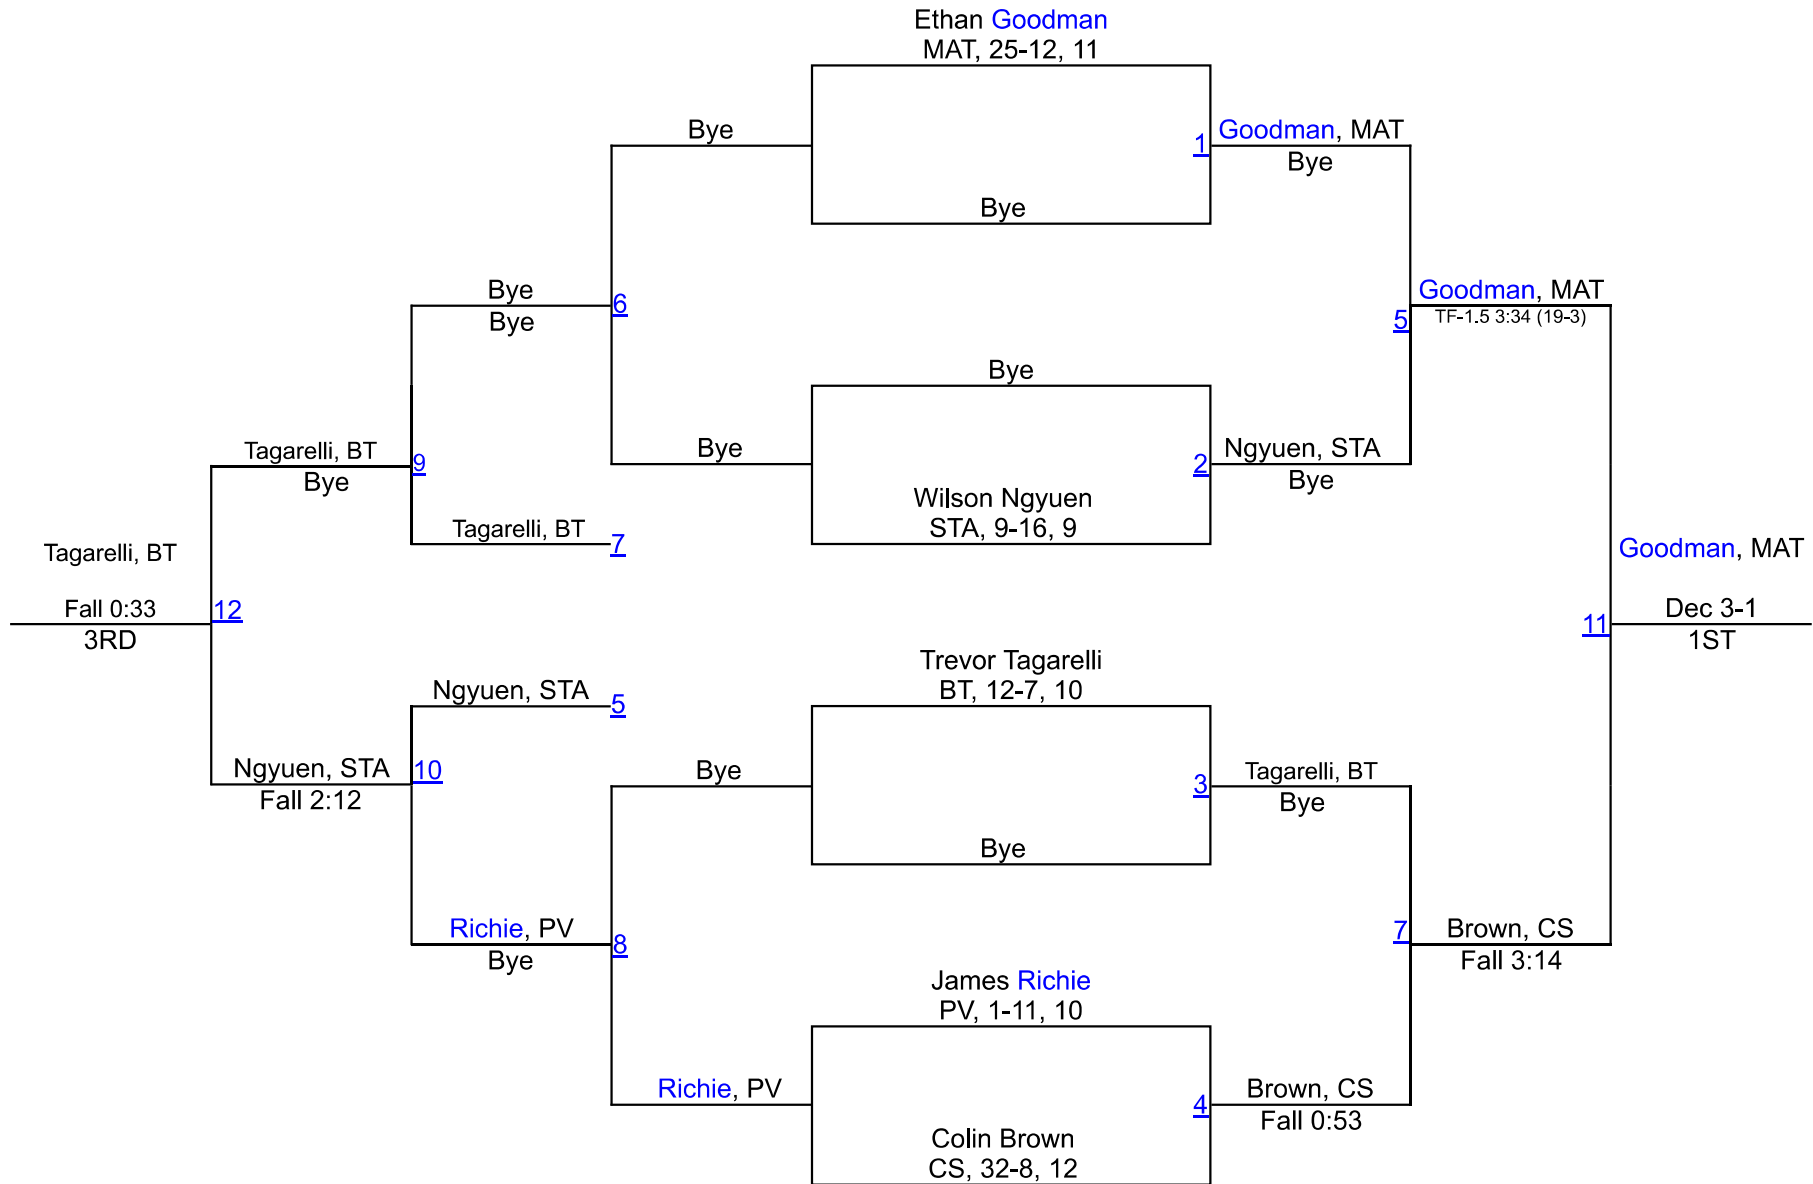 Ethan Goodman
MAT, 25-12, 11
Bye
1
Goodman, MAT
Bye
Bye
Bye
Bye
6
Goodman, MAT
TF-1.5 3:34 (19-3)
5
Bye
Tagarelli, BT
Bye
9
Bye
2
Ngyuen, STA
Bye
Wilson Ngyuen
STA, 9-16, 9
Tagarelli, BT
7
Tagarelli, BT
Fall 0:33
3RD
12
Goodman, MAT
Dec 3-1
1ST
11
Trevor Tagarelli
BT, 12-7, 10
Ngyuen, STA
5
Ngyuen, STA
Fall 2:12
10
Bye
3
Tagarelli, BT
Bye
Bye
Richie, PV
Bye
8
7
Brown, CS
Fall 3:14
James Richie
PV, 1-11, 10
Richie, PV
4
Brown, CS
Fall 0:53
Colin Brown
CS, 32-8, 12